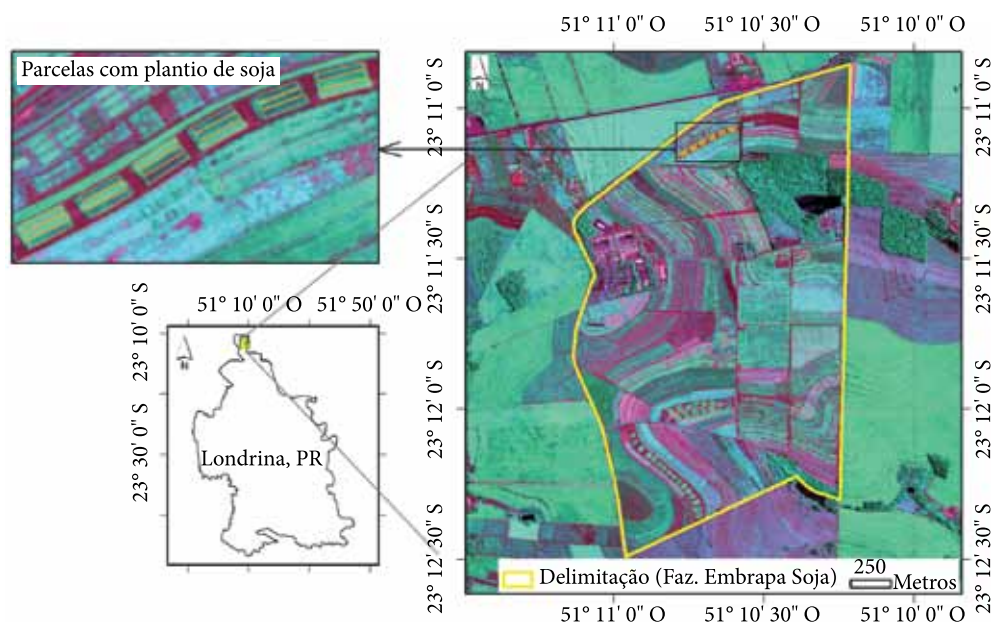 51° 11' 0" O
51° 10' 30" O
51° 10' 0" O
Parcelas com plantio de soja
N
23° 11' 0" S
23° 11' 30" S
23° 12' 0" S
23° 12' 30" S
23° 11' 0" S
23° 11' 30" S
23° 12' 0" S
23° 12' 30" S
51° 10' 0" O
51° 50' 0" O
23° 10' 0" S
23° 30' 0" S
N
Londrina, PR
Delimitação (Faz. Embrapa Soja)
250
Metros
51° 11' 0" O
51° 10' 30" O
51° 10' 0" O